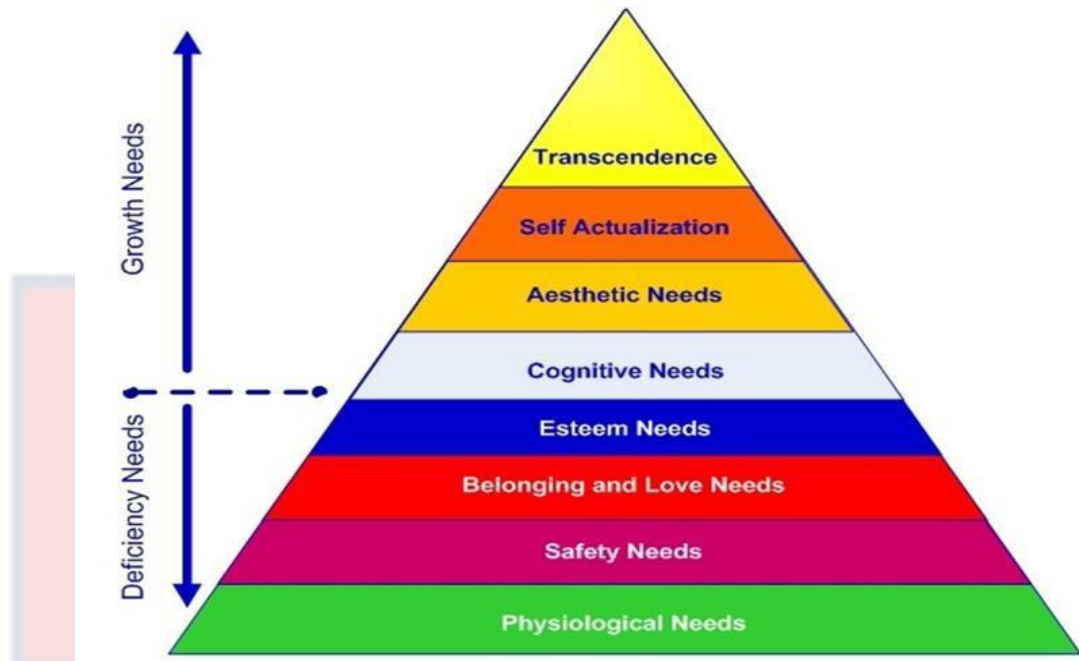 Growth Needs
Deficiency Needs
Transcendence
Self Actualization
Aesthetic Needs
Cognitive Needs
Esteem Needs
Belonging and Love Needs
Safety Needs
Physiological Needs